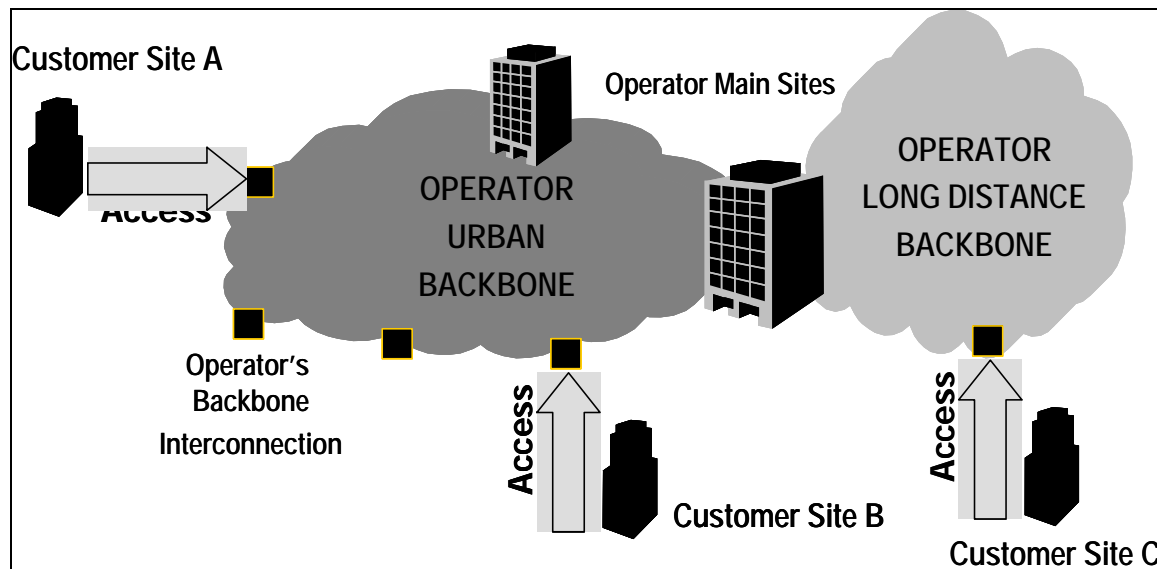 Customer Site A
Operator Main Sites
Access
OPERATOR
URBAN
BACKBONE
OPERATOR
LONG DISTANCE
BACKBONE
Operator's
Backbone
Interconnection
Access
Customer Site B
Access
Customer Site C